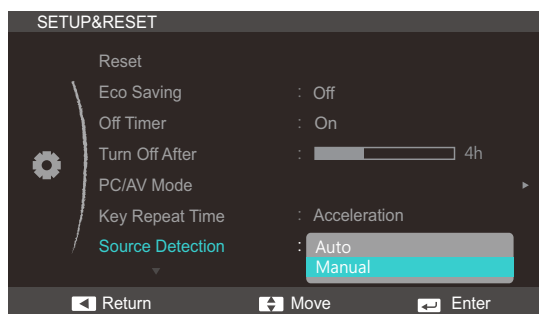 SETUP&RESET
Reset
Eco Saving : Off
Off Timer : On
Turn Off After : 4h
PC/AV Mode
Key Repeat Time : Acceleration
Source Detection : Auto
Manual
Return Move Enter